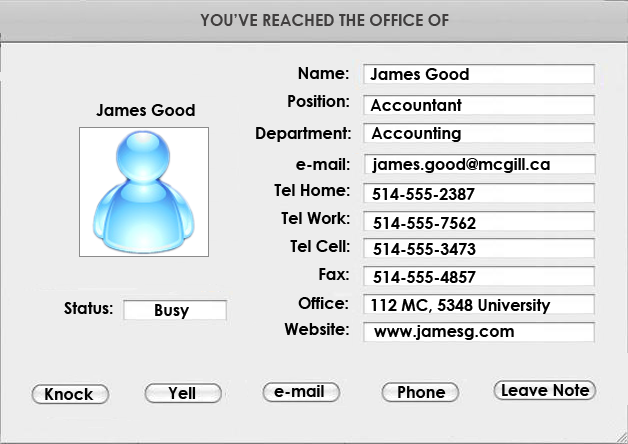 YOU'VE REACHED THE OFFICE OF
James Good
Name: James Good
Position: Accountant
Department: Accounting
e-mail: james.good@mcgill.ca
Tel Home: 514-555-2387
Tel Work: 514-555-7562
Tel Cell: 514-555-3473
Fax: 514-555-4857
Office: 112 MC, 5348 University
Website: www.jamesg.com
Status: Busy
Knock Yell e-mail Phone Leave Note